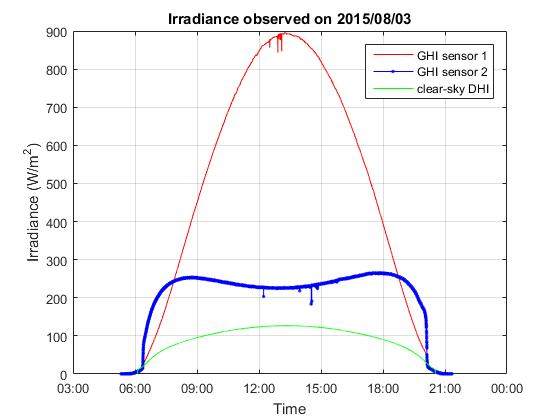 Irradiance observed on 2015/08/03
GHI sensor 1
GHI sensor 2
clear-sky DHI
Irradiance (W/m²)
900
800
700
600
500
400
300
200
100
0
03:00 06:00 09:00 12:00 15:00 18:00 21:00 00:00
Time